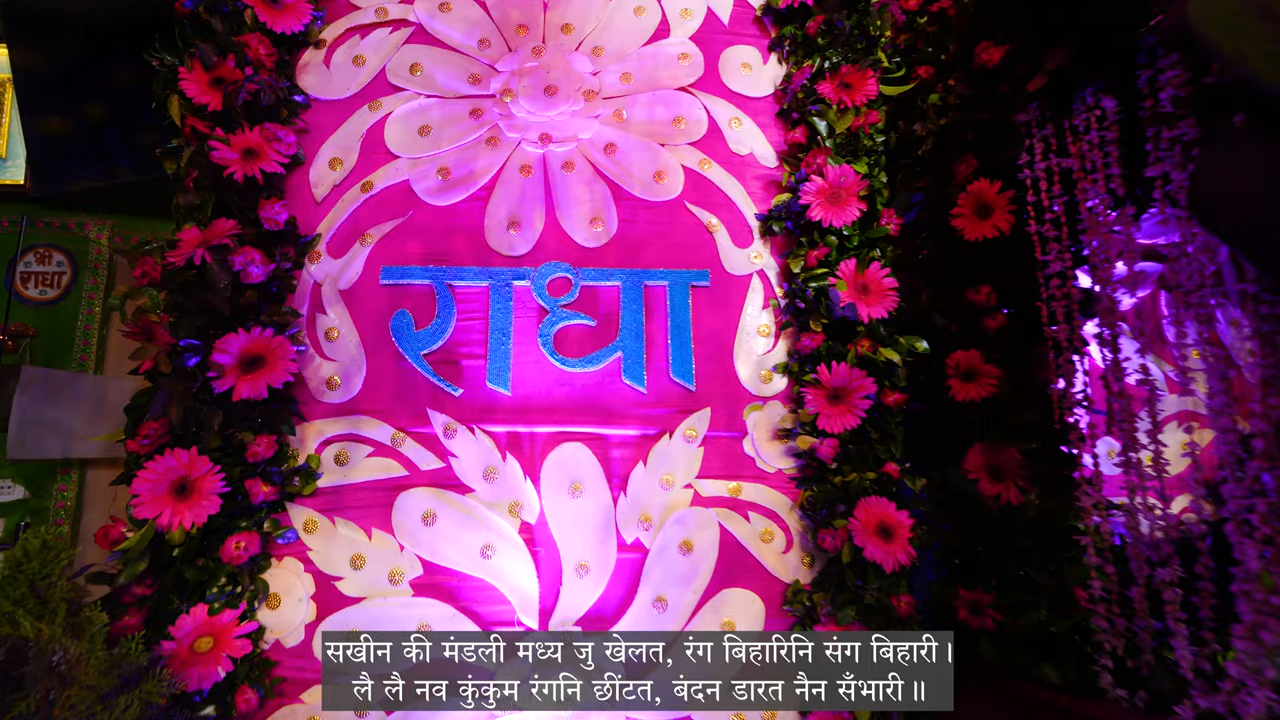 श्री
राधा
राधा
सखीन की मंडली मध्य जु खेलत, रंग बिहारिनि संग बिहारी।
लै लै नव कुंकुम रंगनि छींटत, बंदन डारत नैन सँभारी॥